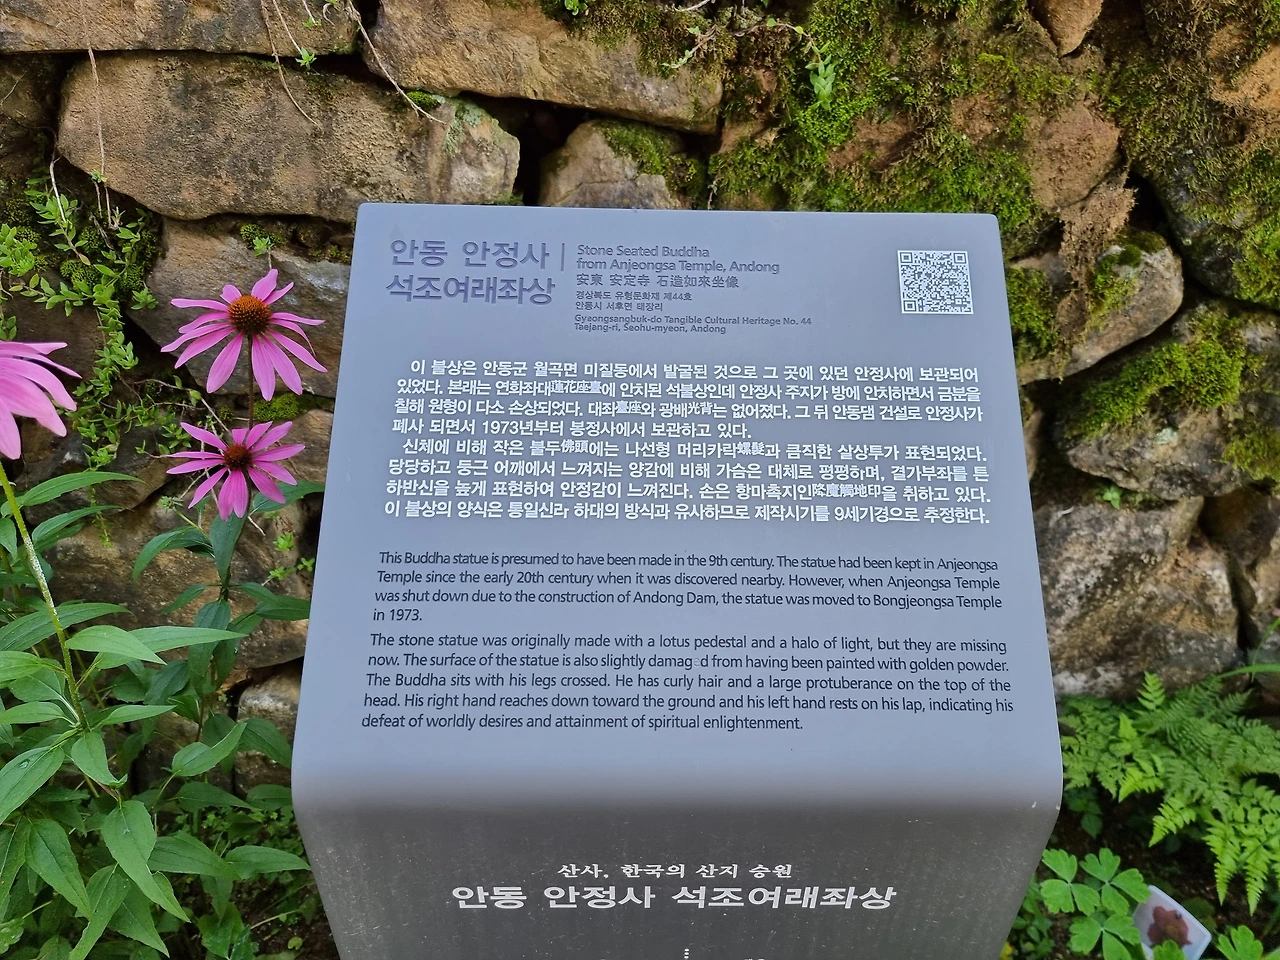 안동 안정사
석조여래좌상
Stone Seated Buddha
from Anjeongsa Temple, Andong
安東 安定寺 石造如來坐像
경상북도 유형문화재 제44호
안동시 서후면 태장리
Gyeongsangbuk-do Tangible Cultural Heritage No. 44
Taejang-ri, Seohu-myeon, Andong
이 불상은 안동군 월곡면 미질동에서 발굴된 것으로 그 곳에 있던 안정사에 보관되어
있었다. 본래는 연화좌대蓮花座臺에 안치된 석불상인데 안정사 주지가 방에 안치하면서 금분을
칠해 원형이 다소 손상되었다. 대좌臺座와 광배光背는 없어졌다. 그 뒤 안동댐 건설로 안정사가
폐사 되면서 1973년부터 봉정사에서 보관하고 있다.
신체에 비해 작은 불두佛頭에는 나선형 머리카락螺髮과 큼직한 살상투가 표현되었다.
당당하고 둥근 어깨에서 느껴지는 양감에 비해 가슴은 대체로 평평하며, 결가부좌를 튼
하반신을 높게 표현하여 안정감이 느껴진다. 손은 항마촉지인降魔觸地印을 취하고 있다.
이 불상의 양식은 통일신라 하대의 방식과 유사하므로 제작시기를 9세기경으로 추정한다.
This Buddha statue is presumed to have been made in the 9th century. The statue had been kept in Anjeongsa
Temple since the early 20th century when it was discovered nearby. However, when Anjeongsa Temple
was shut down due to the construction of Andong Dam, the statue was moved to Bongjeongsa Temple
in 1973.
The stone statue was originally made with a lotus pedestal and a halo of light, but they are missing
now. The surface of the statue is also slightly damaged from having been painted with golden powder.
The Buddha sits with his legs crossed. He has curly hair and a large protuberance on the top of the
head. His right hand reaches down toward the ground and his left hand rests on his lap, indicating his
defeat of worldly desires and attainment of spiritual enlightenment.
산사, 한국의 산지 승원
안동 안정사 석조여래좌상